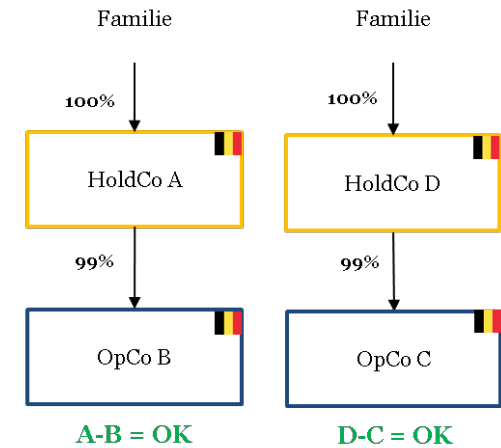 Familie
100%
HoldCo A
99%
OpCo B
A-B = OK
Familie
100%
HoldCo D
99%
OpCo C
D-C = OK